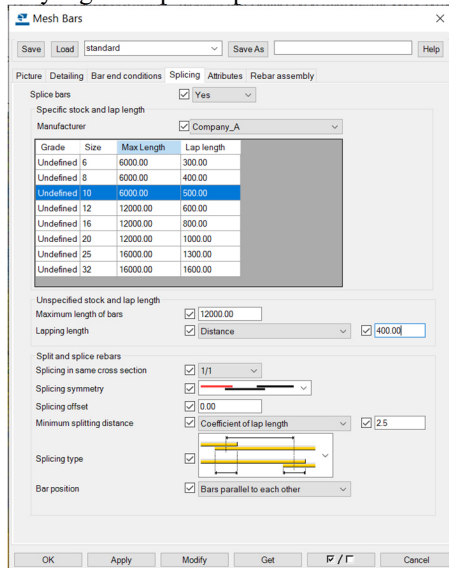 Mesh Bars
Save Load standard Save As Help
Picture Detailing Bar end conditions Splicing Attributes Rebar assembly
Splice bars Yes
Specific stock and lap length
Manufacturer Company_A
Grade Size Max Length Lap length
Undefined 6 6000.00 300.00
Undefined 8 6000.00 400.00
Undefined 10 6000.00 500.00
Undefined 12 12000.00 600.00
Undefined 16 12000.00 800.00
Undefined 20 12000.00 1000.00
Undefined 25 16000.00 1300.00
Undefined 32 16000.00 1600.00
Unspecified stock and lap length
Maximum length of bars 12000.00
Lapping length Distance 400.00
Split and splice rebars
Splicing in same cross section 1/1
Splicing symmetry
Splicing offset 0.00
Minimum splitting distance Coefficient of lap length 2.5
Splicing type
Bar position Bars parallel to each other
OK Apply Modify Get / Cancel